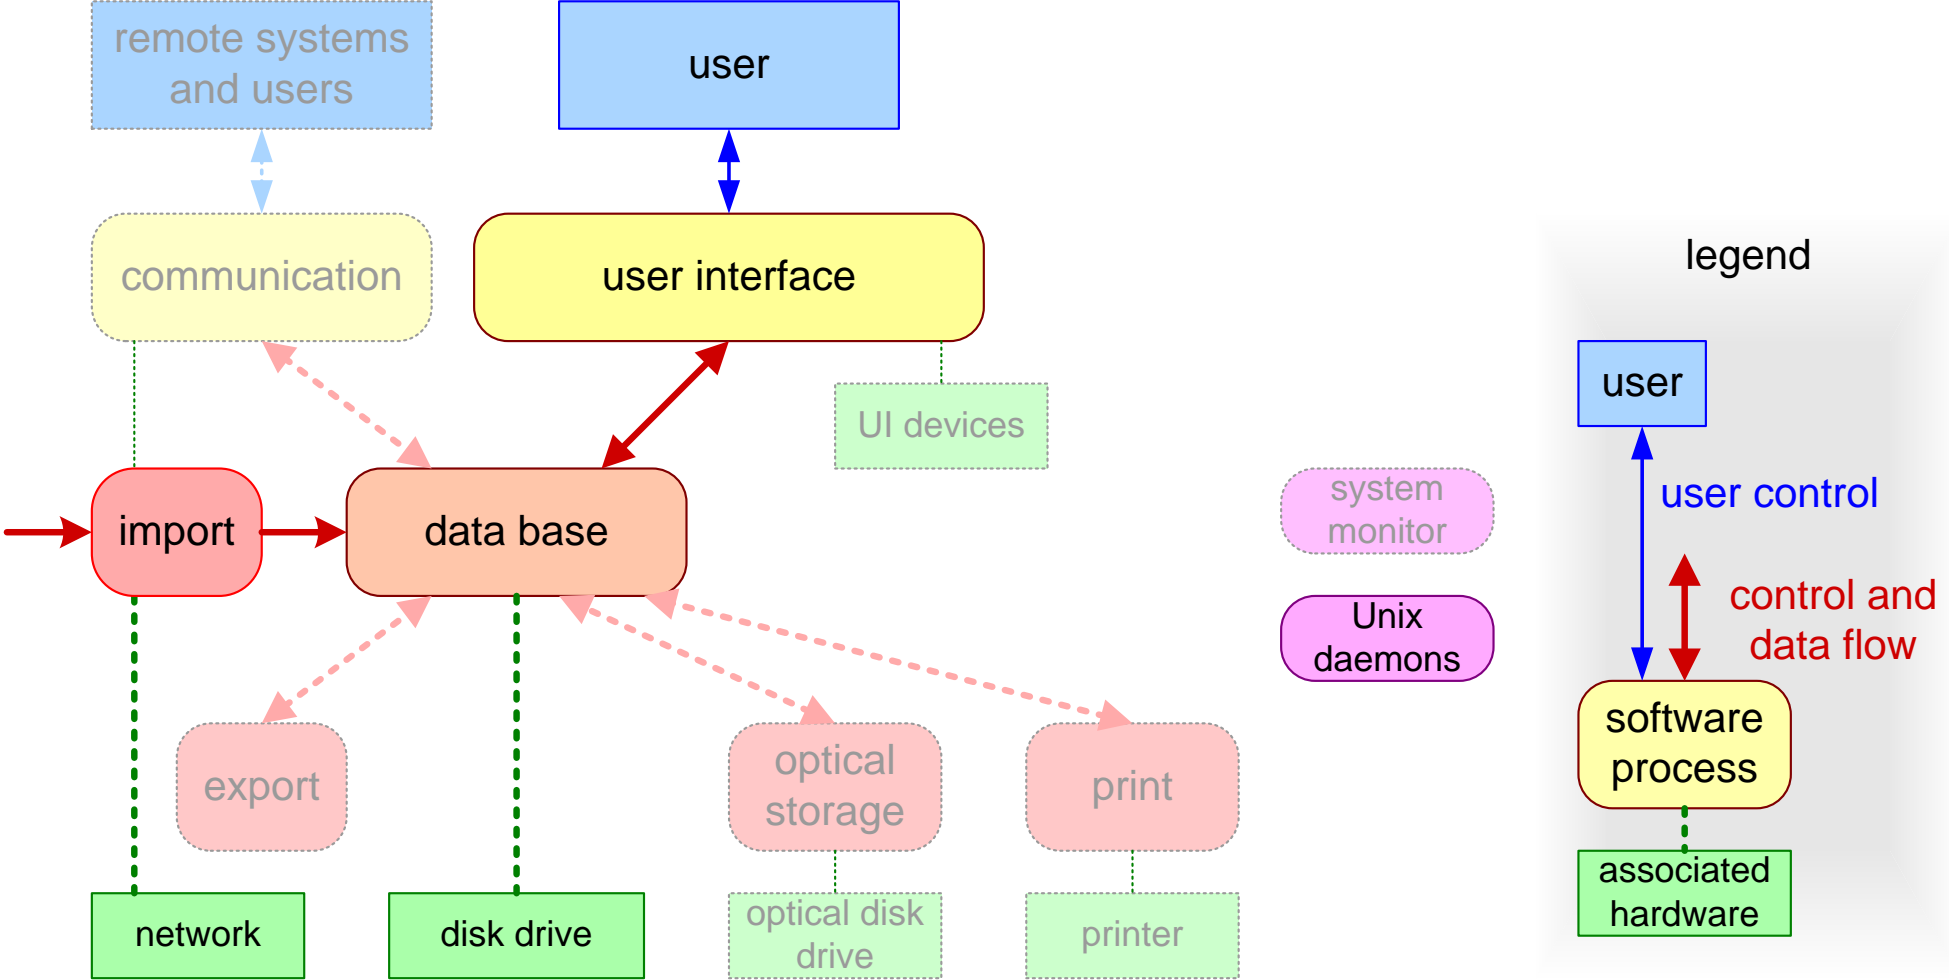 remote systems
and users
user
communication
user interface
UI devices
import
data base
system
monitor
Unix
daemons
export
optical
storage
print
network
disk drive
optical disk
drive
printer
legend
user
user control
control and
data flow
software
process
associated
hardware